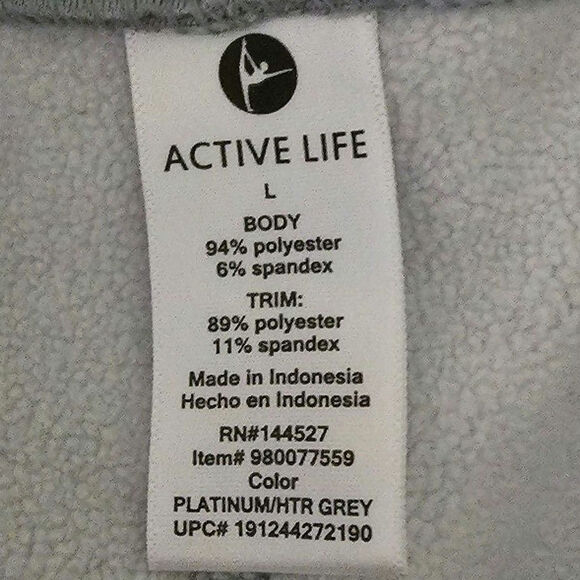 ACTIVE LIFE
L
BODY
94% polyester
6% spandex
TRIM:
89% polyester
11% spandex
Made in Indonesia
Hecho en Indonesia
RN#144527
Item# 980077559
Color
PLATINUM/HTR GREY
UPC# 191244272190